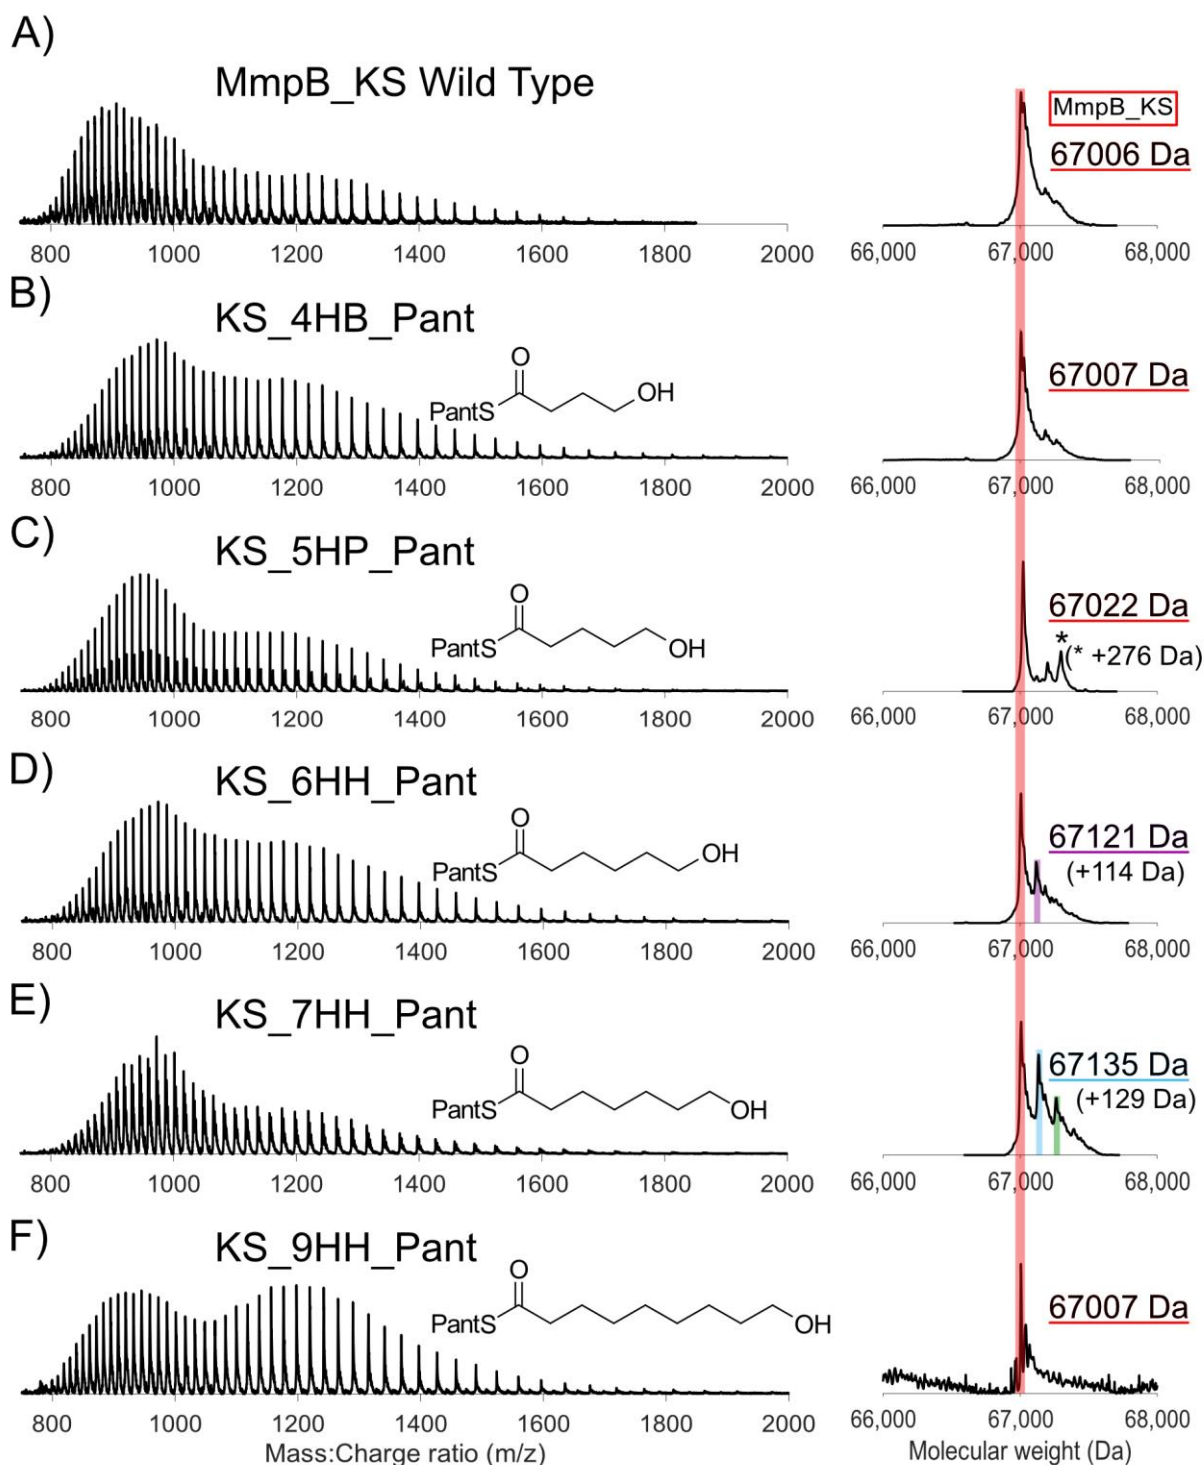 A)
MmpB_KS Wild Type
MmpB_KS
67006 Da
800 1000 1200 1400 1600 1800 2000
66,000 67,000 68,000
B)
KS_4HB_Pant
O
PantS OH
67007 Da
800 1000 1200 1400 1600 1800 2000
66,000 67,000 68,000
C)
KS_5HP_Pant
O
PantS OH
67022 Da
*
(* +276 Da)
800 1000 1200 1400 1600 1800 2000
66,000 67,000 68,000
D)
KS_6HH_Pant
O
PantS OH
67121 Da
(+114 Da)
800 1000 1200 1400 1600 1800 2000
66,000 67,000 68,000
E)
KS_7HH_Pant
O
PantS OH
67135 Da
(+129 Da)
800 1000 1200 1400 1600 1800 2000
66,000 67,000 68,000
F)
KS_9HH_Pant
O
PantS OH
67007 Da
800 1000 1200 1400 1600 1800 2000
66,000 67,000 68,000
Mass:Charge ratio (m/z)
Molecular weight (Da)